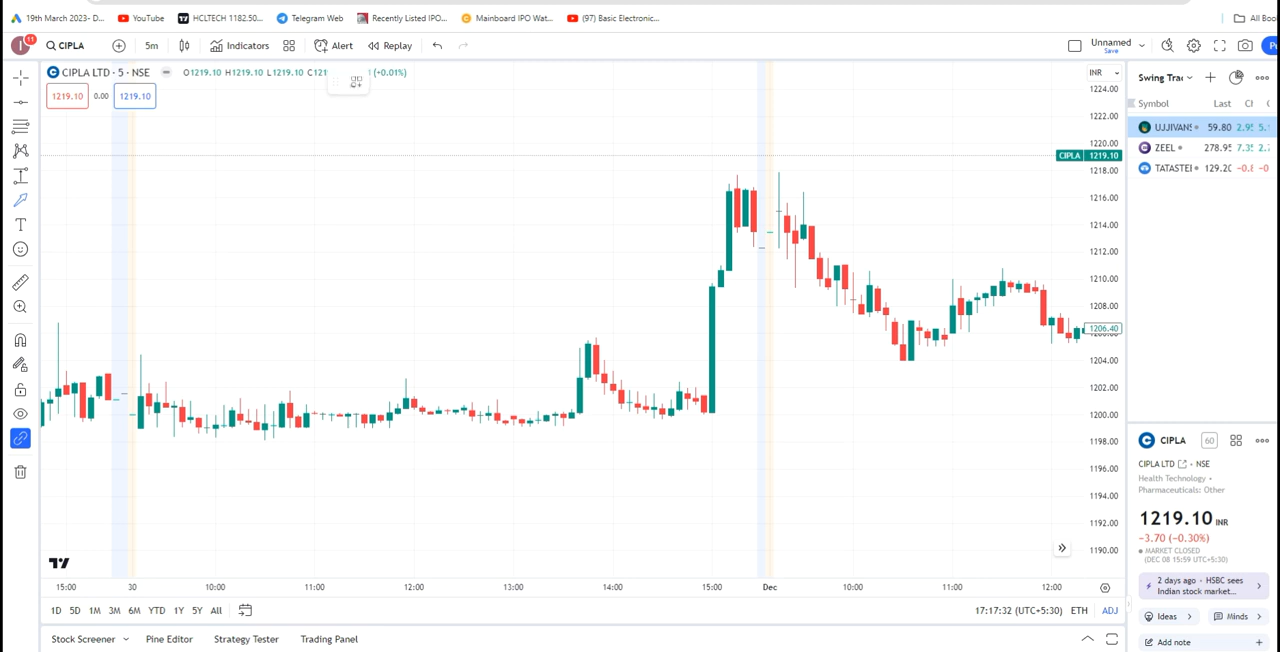 19th March 2023- D... YouTube HCLTECH 1182.50... Telegram Web Recently Listed IPO... Mainboard IPO Wat... (97) Basic Electronic... All Boo
11 CIPLA 5m Indicators Alert Replay Unnamed
Save
CIPLA LTD · 5 · NSE O1219.10 H1219.10 L1219.10 C121 (+0.01%) INR
1219.10 0.00 1219.10
1224.00
1222.00
1220.00
CIPLA 1219.10
1218.00
1216.00
1214.00
1212.00
1210.00
1208.00
1206.40
1204.00
1202.00
1200.00
1198.00
1196.00
1194.00
1192.00
1190.00
15:00 30 10:00 11:00 12:00 13:00 14:00 15:00 Dec 10:00 11:00 12:00
1D 5D 1M 3M 6M YTD 1Y 5Y All 17:17:32 (UTC+5:30) ETH ADJ
Stock Screener Pine Editor Strategy Tester Trading Panel
Swing Trac
Symbol Last
UJJIVANS 59.80 2.95
ZEEL 278.95 7.35
TATASTEI 129.20
CIPLA 60
CIPLA LTD · NSE
Health Technology •
Pharmaceuticals: Other
1219.10 INR
−3.70 (−0.30%)
MARKET CLOSED
(DEC 08 15:59 UTC+5:30)
2 days ago · HSBC sees
Indian stock market...
Ideas Minds
Add note